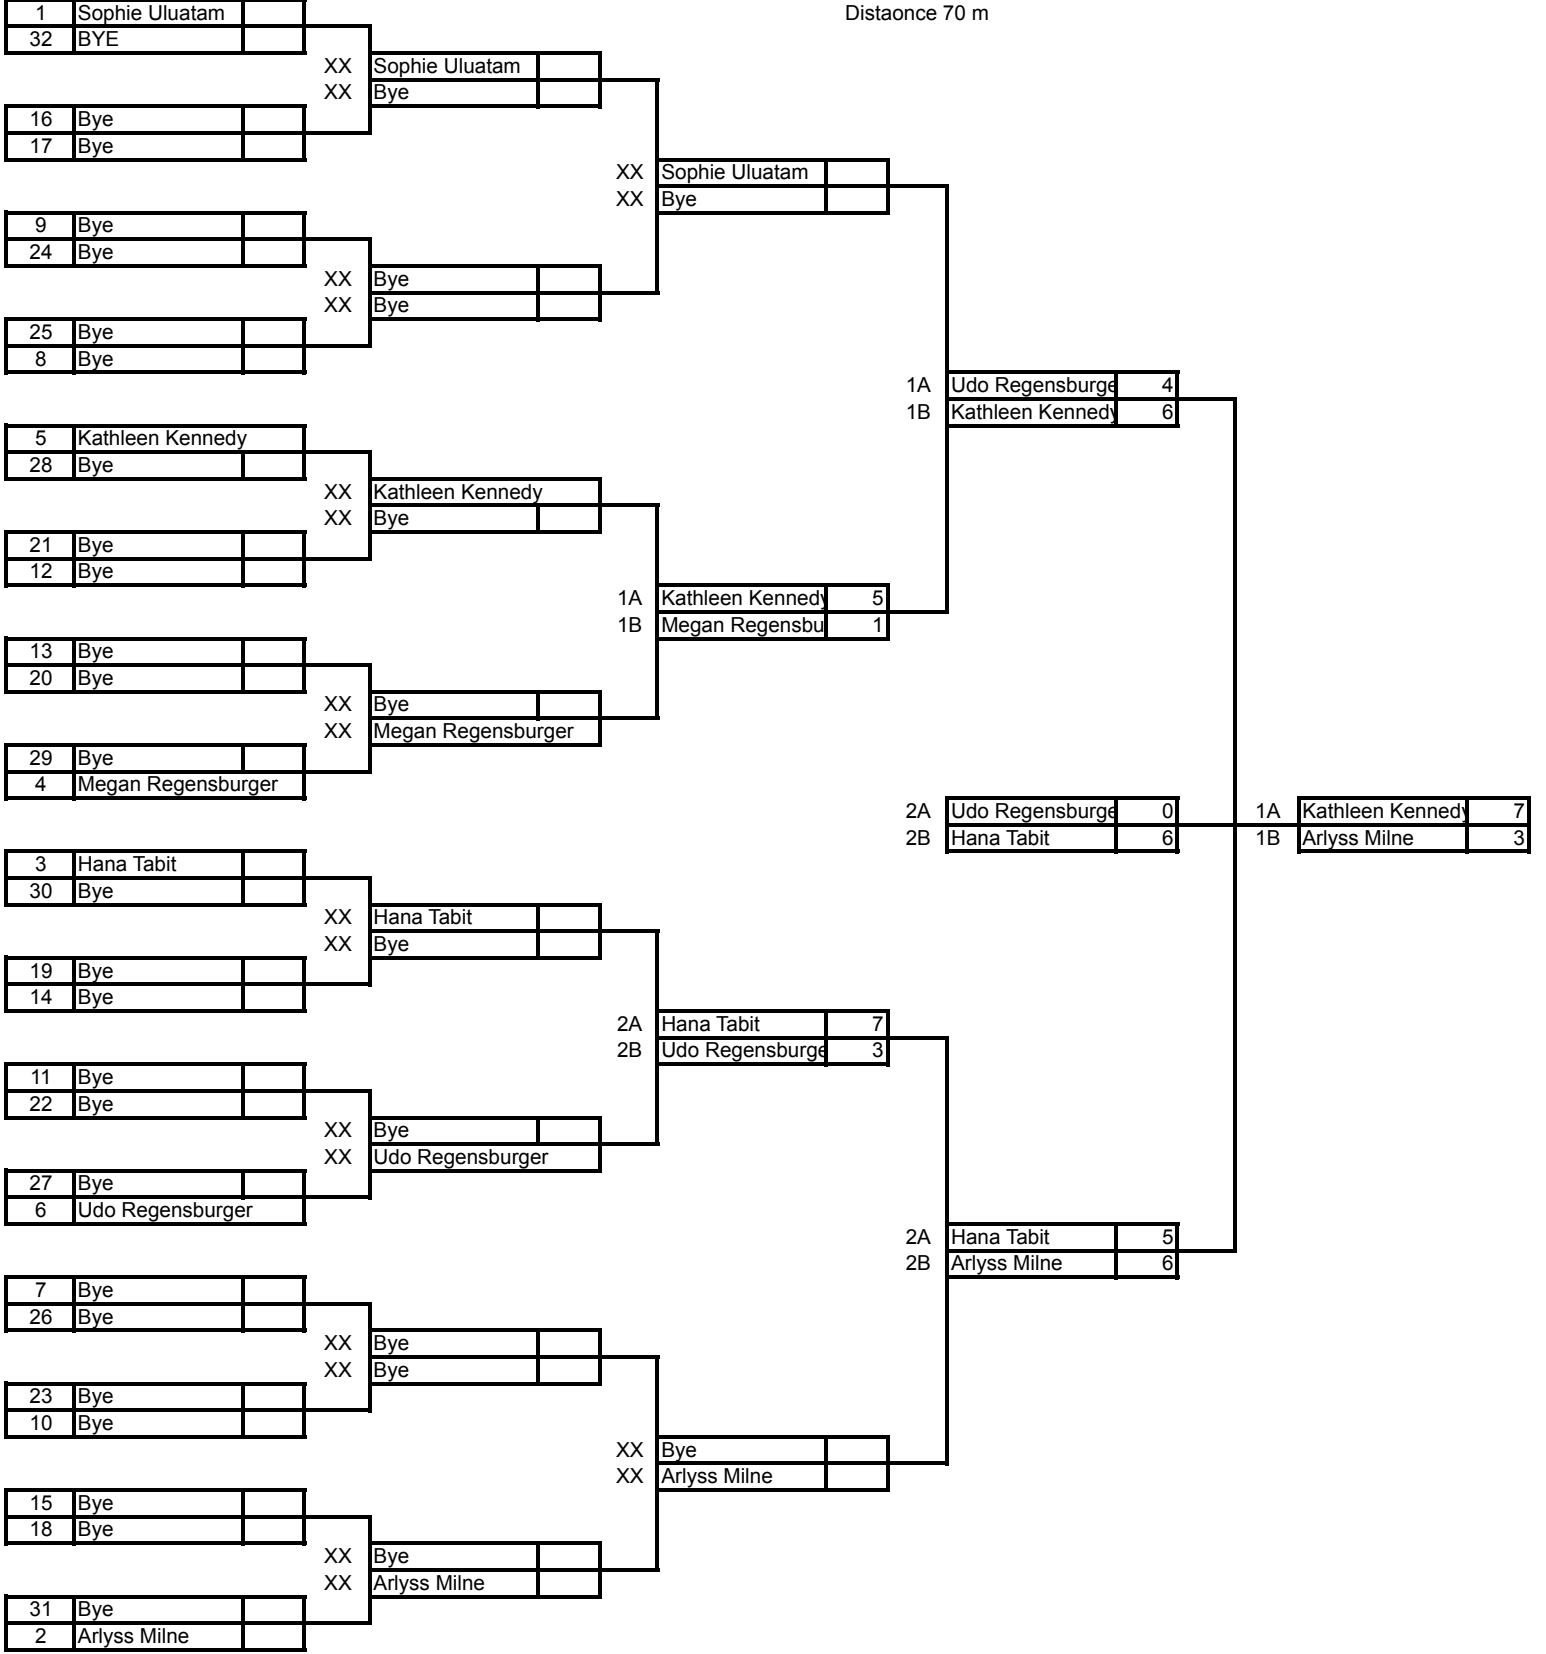 1 Sophie Uluatam Distaonce 70 m
32 BYE
XX Sophie Uluatam
XX Bye
16 Bye
17 Bye
XX Sophie Uluatam
XX Bye
9 Bye
24 Bye
XX Bye
XX Bye
25 Bye
8 Bye
1A Udo Regensburge 4
1B Kathleen Kennedy 6
5 Kathleen Kennedy
28 Bye
XX Kathleen Kennedy
XX Bye
21 Bye
12 Bye
1A Kathleen Kennedy 5
1B Megan Regensbu 1
13 Bye
20 Bye
XX Bye
XX Megan Regensburger
29 Bye
4 Megan Regensburger
2A Udo Regensburge 0 1A Kathleen Kennedy 7
2B Hana Tabit 6 1B Arlyss Milne 3
3 Hana Tabit
30 Bye
XX Hana Tabit
XX Bye
19 Bye
14 Bye
2A Hana Tabit 7
2B Udo Regensburge 3
11 Bye
22 Bye
XX Bye
XX Udo Regensburger
27 Bye
6 Udo Regensburger
2A Hana Tabit 5
2B Arlyss Milne 6
7 Bye
26 Bye
XX Bye
XX Bye
23 Bye
10 Bye
XX Bye
XX Arlyss Milne
15 Bye
18 Bye
XX Bye
XX Arlyss Milne
31 Bye
2 Arlyss Milne